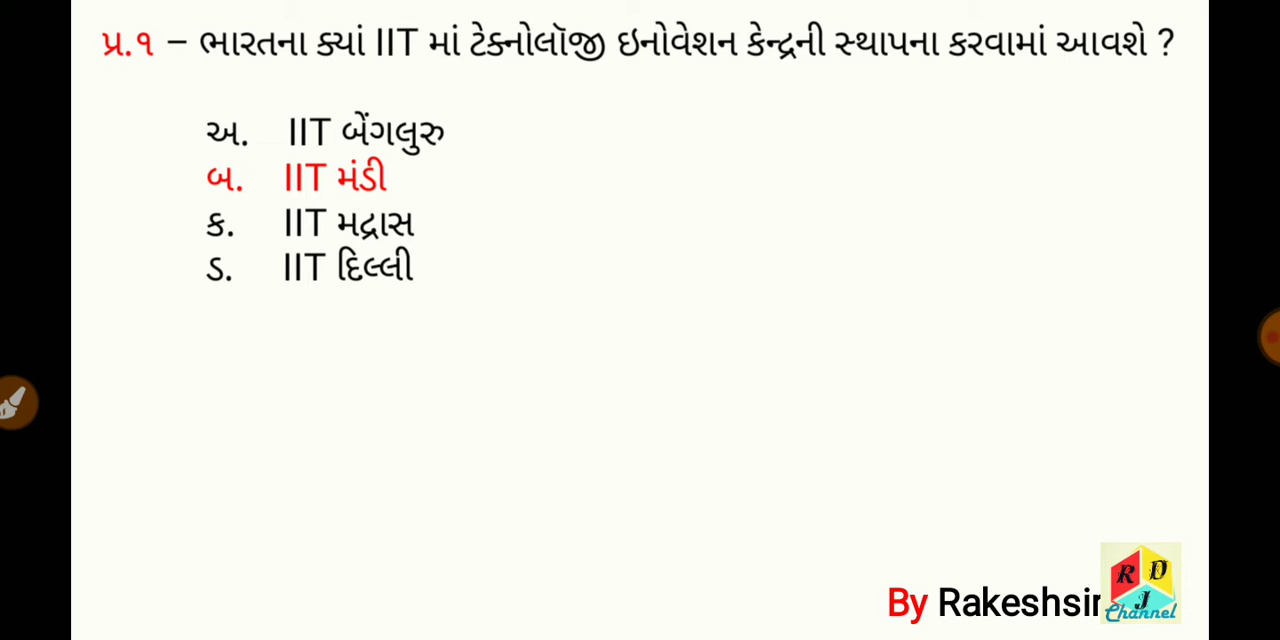 પ્ર.૧ – ભારતના ક્યાં IIT માં ટેક્નોલૉજી ઇનોવેશન કેન્દ્રની સ્થાપના કરવામાં આવશે ?
અ. IIT બેંગલુરુ
બ. IIT મંડી
ક. IIT મદ્રાસ
ડ. IIT દિલ્લી
By Rakeshsir
R D
J
Channel